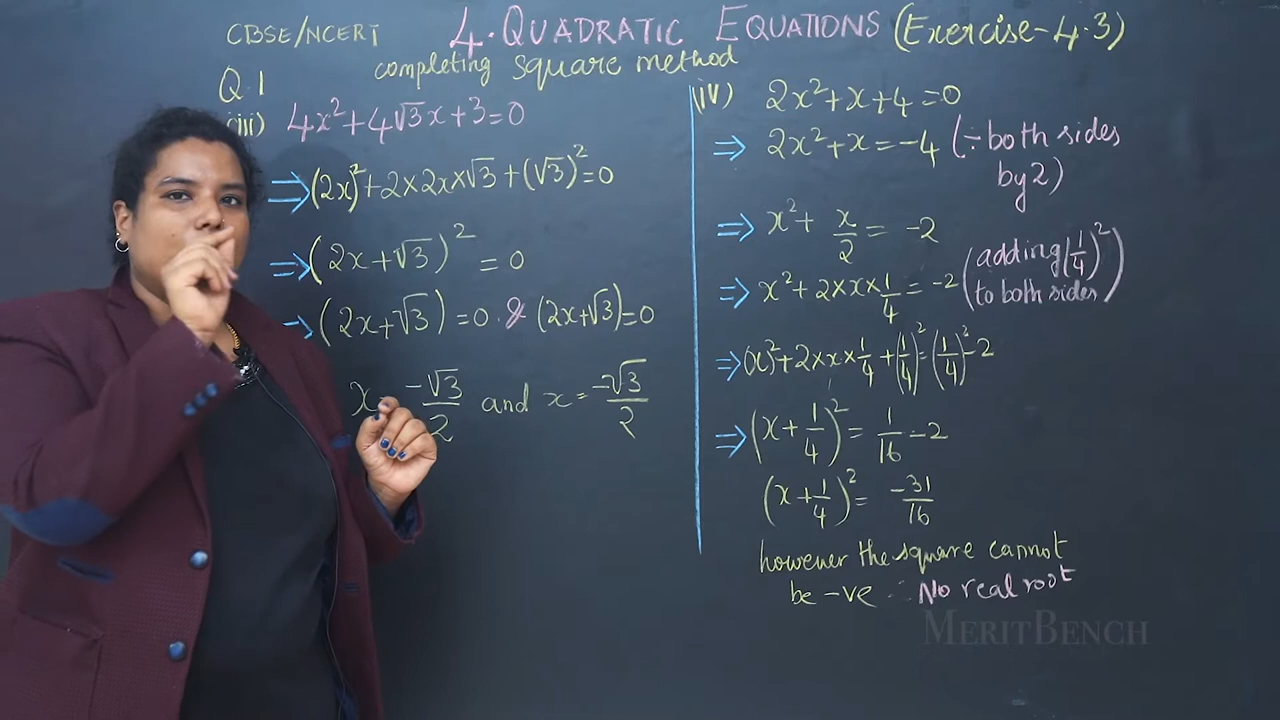 CBSE/NCERT
4. QUADRATIC EQUATIONS (Exercise-4.3)
completing square method
Q.1
(iii) 4x²+4√3x+3=0
⇒(2x)²+2×2x×√3+(√3)²=0
⇒(2x+√3)²=0
⇒(2x+√3)=0 & (2x+√3)=0
x=-√3/2 and x=-√3/2
(iv) 2x²+x+4=0
⇒ 2x²+x=-4 (÷both sides
by 2)
⇒ x²+ x/2 = -2
⇒ x²+2×x×1/4=-2 (adding(1/4)²
to both sides)
⇒(x)²+2×x×1/4+(1/4)²=(1/4)²-2
⇒(x+1/4)²=1/16-2
(x+1/4)²= -31/16
however the square cannot
be -ve ∴ No real root
MERITBENCH